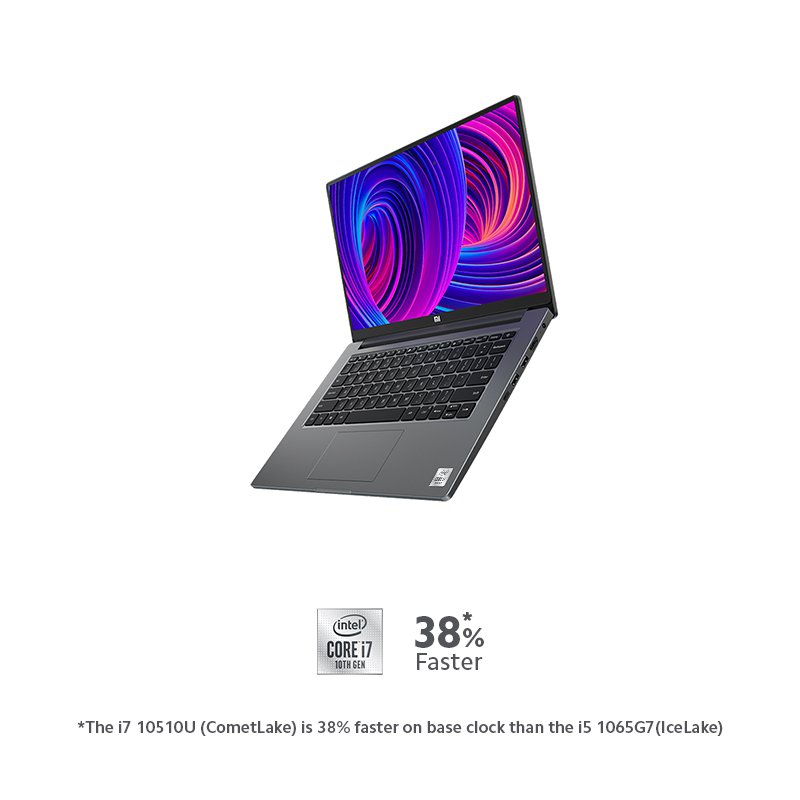 MI
intel
CORE i7
10TH GEN
38*%
Faster
*The i7 10510U (CometLake) is 38% faster on base clock than the i5 1065G7(IceLake)